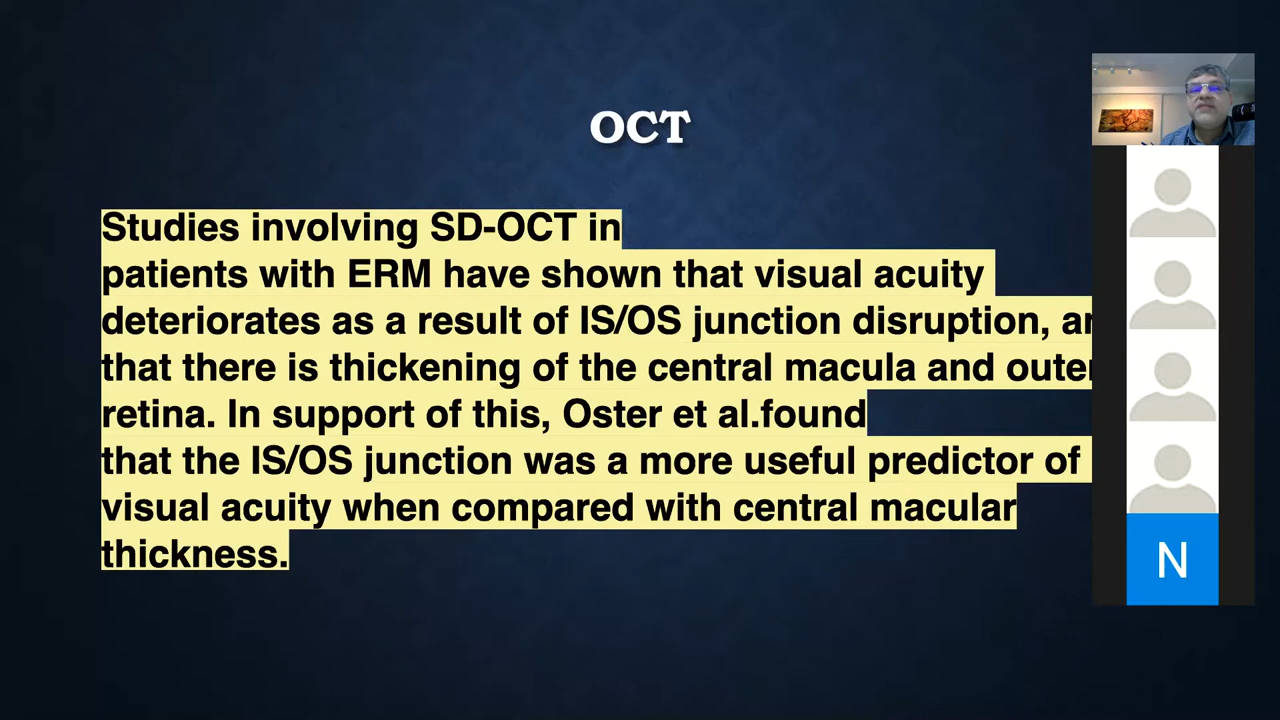 OCT
Studies involving SD-OCT in
patients with ERM have shown that visual acuity
deteriorates as a result of IS/OS junction disruption,
that there is thickening of the central macula and outer
retina. In support of this, Oster et al.found
that the IS/OS junction was a more useful predictor of
visual acuity when compared with central macular
thickness.
N